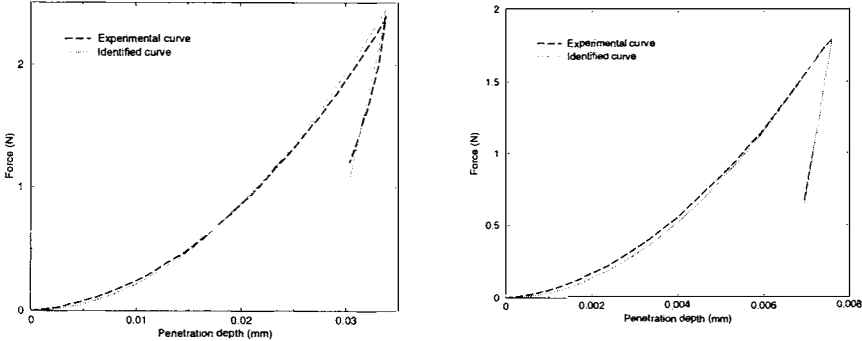 2
1
0
Force (N)
Experimental curve
Identified curve
0
0.01
0.02
0.03
Penetration depth (mm)
2
1.5
1
0.5
0
Force (N)
Experimental curve
Identified curve
0
0.002
0.004
0.006
0.008
Penetration depth (mm)